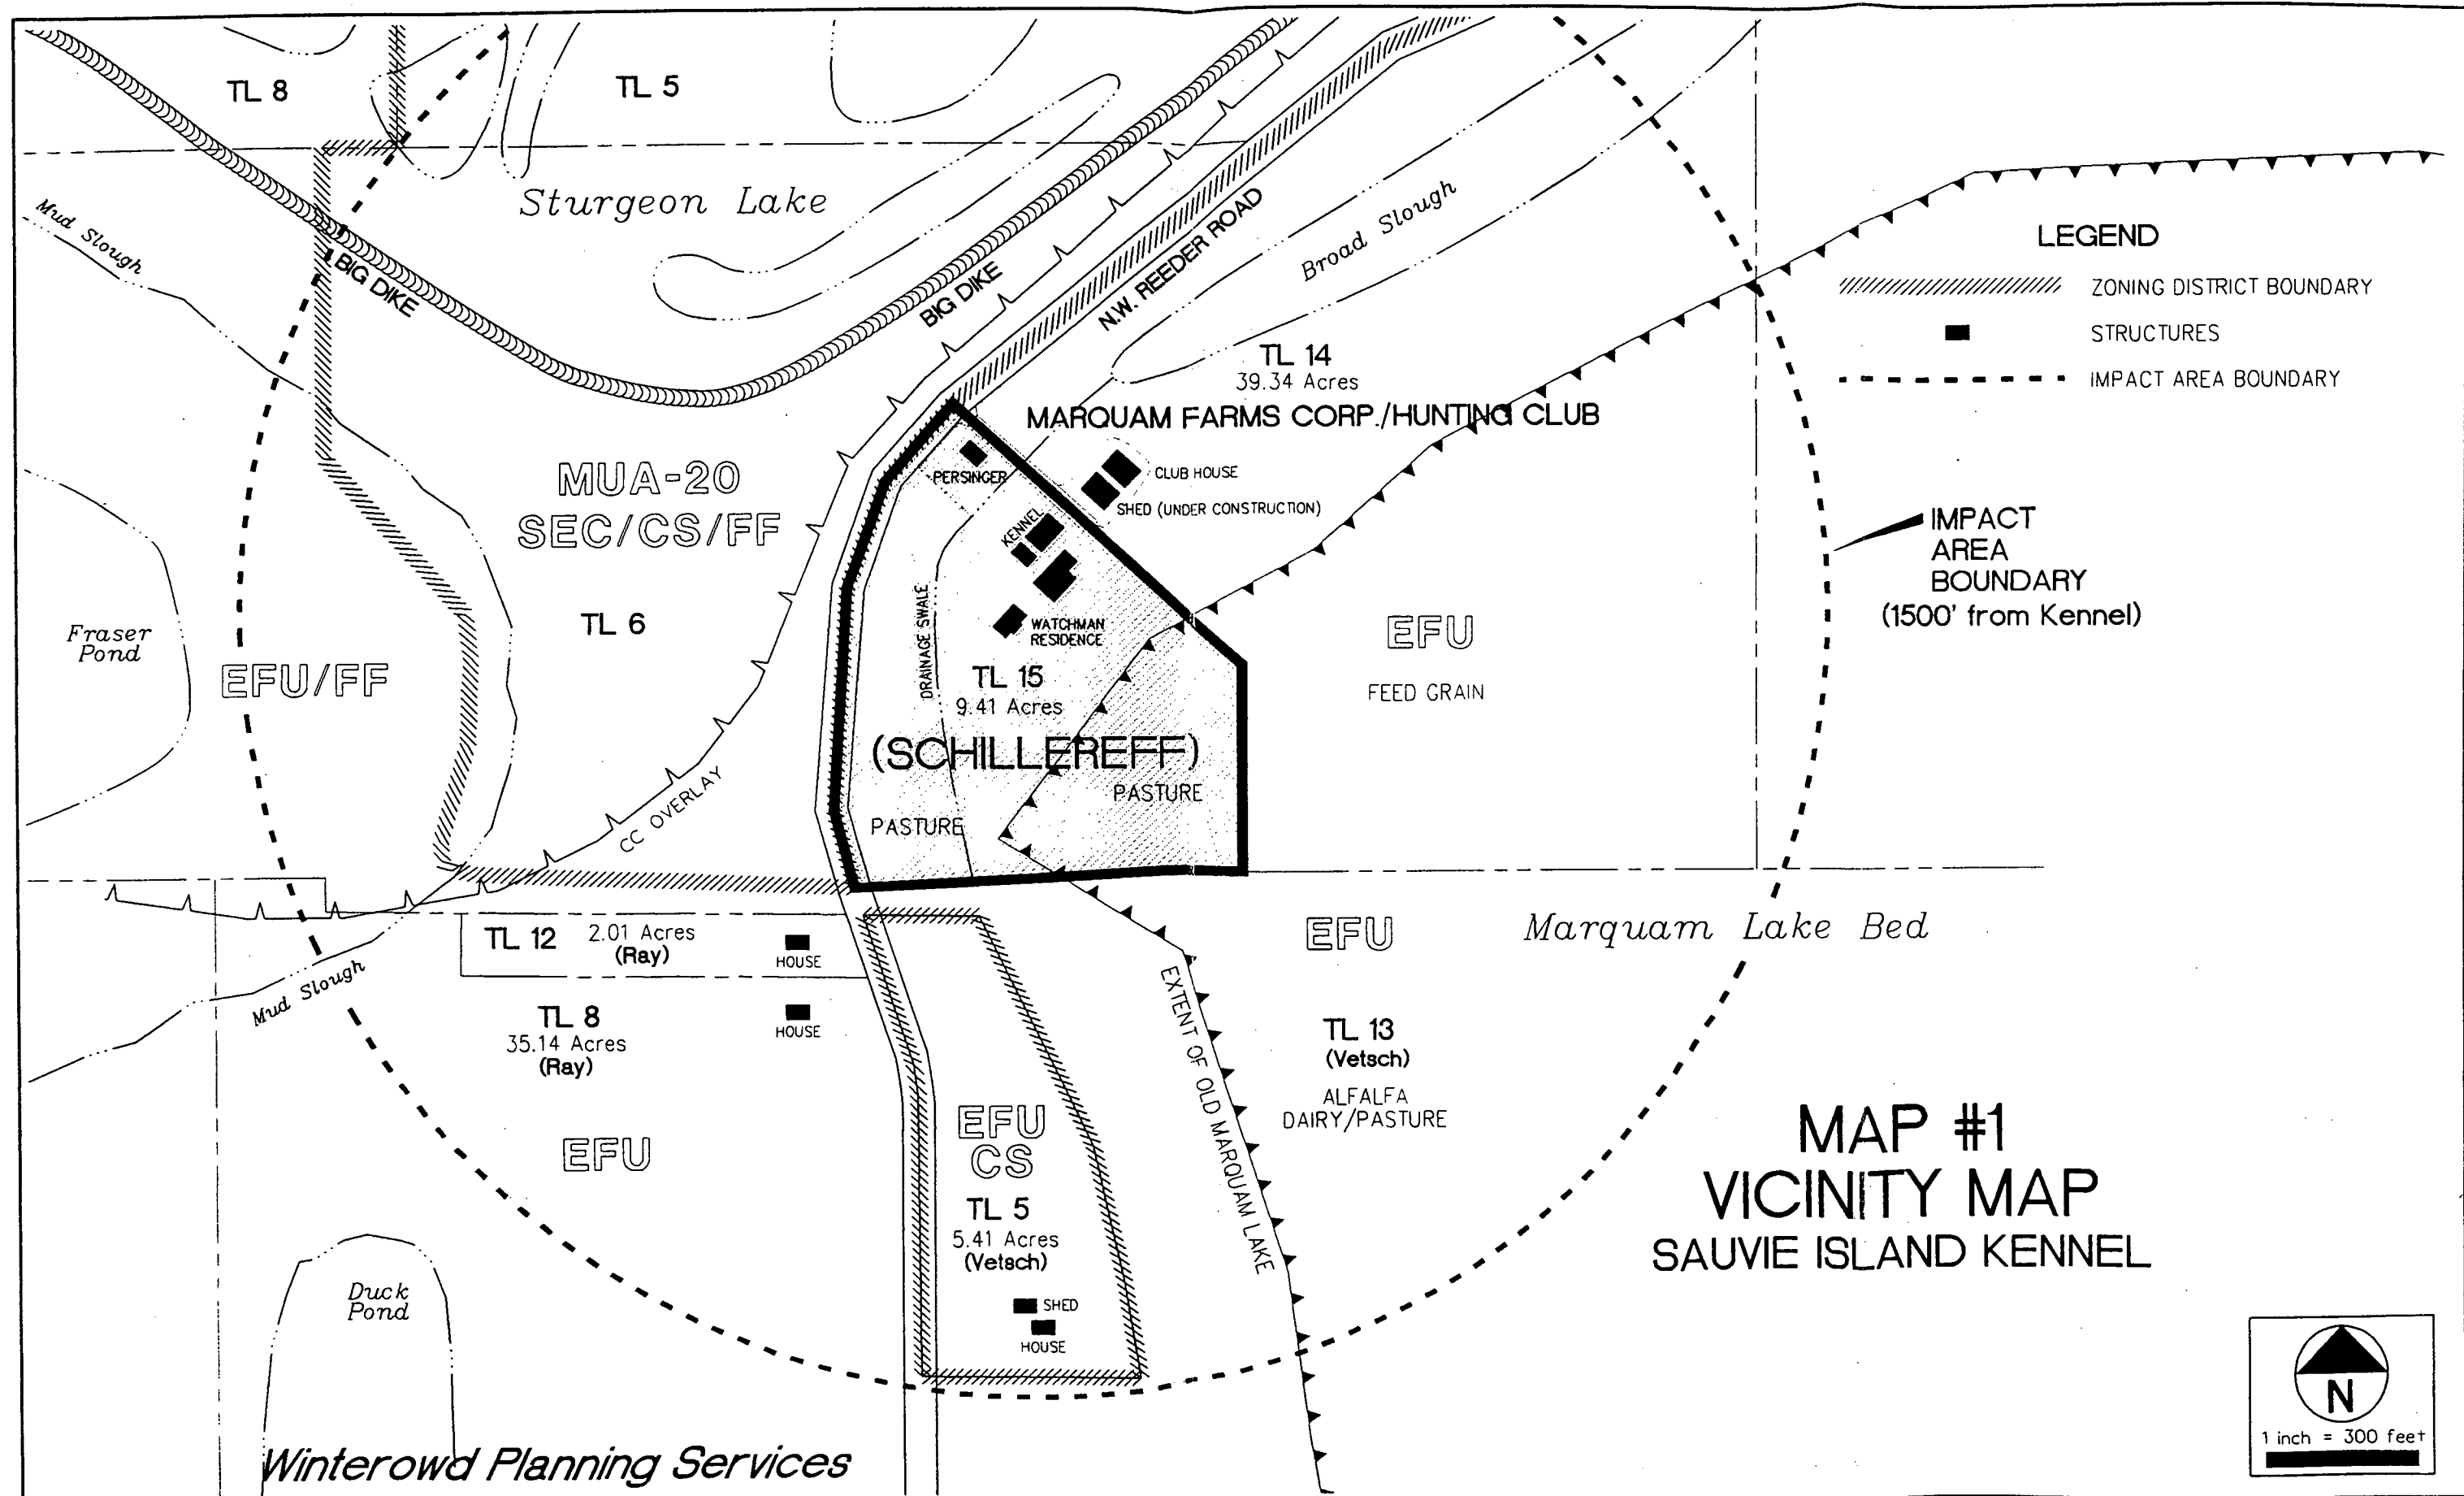 TL 8
TL 5
Sturgeon Lake
Mud Slough
BIG DIKE
BIG DIKE
N.W. REEDER ROAD
Broad Slough
LEGEND
ZONING DISTRICT BOUNDARY
STRUCTURES
IMPACT AREA BOUNDARY
TL 14
39.34 Acres
MARQUAM FARMS CORP./HUNTING CLUB
PERSINGER
CLUB HOUSE
SHED (UNDER CONSTRUCTION)
KENNEL
WATCHMAN
RESIDENCE
DRAINAGE SWALE
MUA-20
SEC/CS/FF
TL 6
IMPACT
AREA
BOUNDARY
(1500' from Kennel)
Fraser
Pond
EFU/FF
EFU
FEED GRAIN
TL 15
9.41 Acres
(SCHILLEREFF)
PASTURE
PASTURE
CC OVERLAY
TL 12
2.01 Acres
(Ray)
HOUSE
EFU
Marquam Lake Bed
Mud Slough
TL 8
35.14 Acres
(Ray)
HOUSE
EXTENT OF OLD MARQUAM LAKE
TL 13
(Vetsch)
ALFALFA
DAIRY/PASTURE
EFU
EFU
CS
TL 5
5.41 Acres
(Vetsch)
SHED
HOUSE
Duck
Pond
MAP #1
VICINITY MAP
SAUVIE ISLAND KENNEL
N
1 inch = 300 feet
Winterowd Planning Services